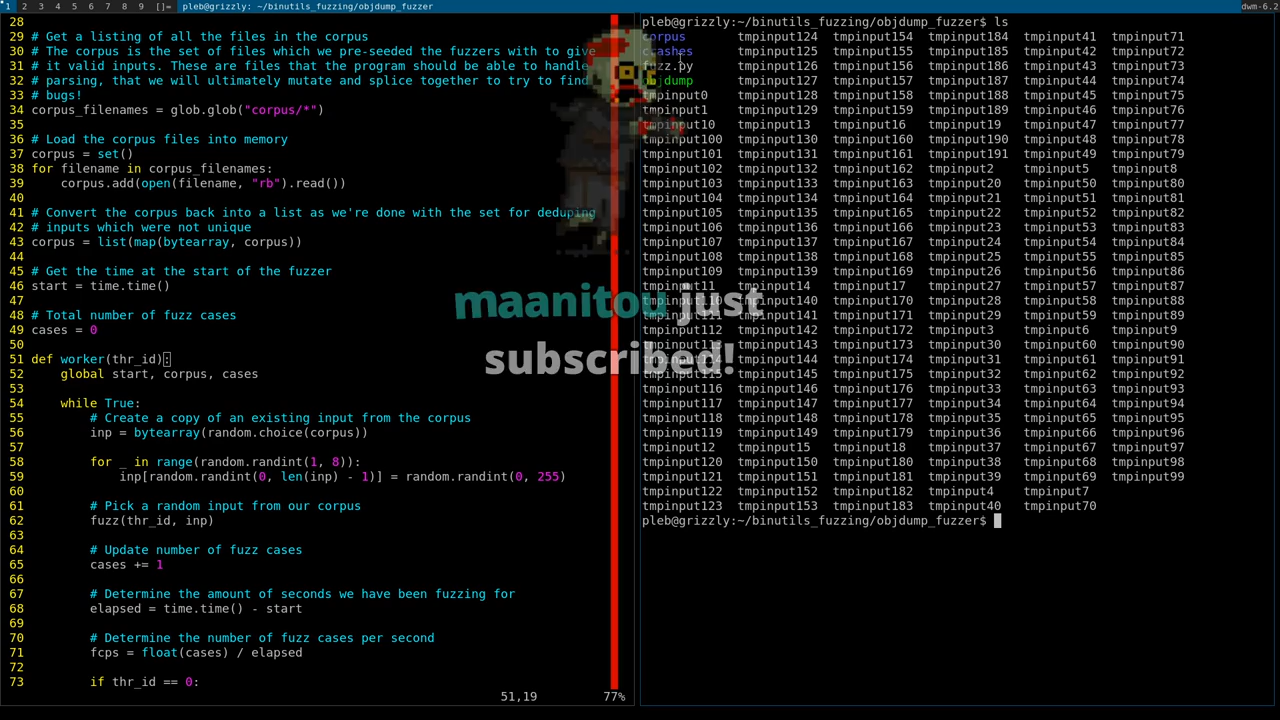 1 2 3 4 5 6 7 8 9 []= pleb@grizzly: ~/binutils_fuzzing/objdump_fuzzer dwm-6.2
28
29 # Get a listing of all the files in the corpus
30 # The corpus is the set of files which we pre-seeded the fuzzers with to give
31 # it valid inputs. These are files that the program should be able to handle
32 # parsing, that we will ultimately mutate and splice together to try to find
33 # bugs!
34 corpus_filenames = glob.glob("corpus/*")
35
36 # Load the corpus files into memory
37 corpus = set()
38 for filename in corpus_filenames:
39     corpus.add(open(filename, "rb").read())
40
41 # Convert the corpus back into a list as we're done with the set for deduping
42 # inputs which were not unique
43 corpus = list(map(bytearray, corpus))
44
45 # Get the time at the start of the fuzzer
46 start = time.time()
47
48 # Total number of fuzz cases
49 cases = 0
50
51 def worker(thr_id):
52     global start, corpus, cases
53
54     while True:
55         # Create a copy of an existing input from the corpus
56         inp = bytearray(random.choice(corpus))
57
58         for _ in range(random.randint(1, 8)):
59             inp[random.randint(0, len(inp) - 1)] = random.randint(0, 255)
60
61         # Pick a random input from our corpus
62         fuzz(thr_id, inp)
63
64         # Update number of fuzz cases
65         cases += 1
66
67         # Determine the amount of seconds we have been fuzzing for
68         elapsed = time.time() - start
69
70         # Determine the number of fuzz cases per second
71         fcps = float(cases) / elapsed
72
73         if thr_id == 0:
51,19 77%
maanitou just
subscribed!
pleb@grizzly:~/binutils_fuzzing/objdump_fuzzer$ ls
corpus tmpinput124 tmpinput154 tmpinput184 tmpinput41 tmpinput71
crashes tmpinput125 tmpinput155 tmpinput185 tmpinput42 tmpinput72
fuzz.py tmpinput126 tmpinput156 tmpinput186 tmpinput43 tmpinput73
objdump tmpinput127 tmpinput157 tmpinput187 tmpinput44 tmpinput74
tmpinput0 tmpinput128 tmpinput158 tmpinput188 tmpinput45 tmpinput75
tmpinput1 tmpinput129 tmpinput159 tmpinput189 tmpinput46 tmpinput76
tmpinput10 tmpinput13 tmpinput16 tmpinput19 tmpinput47 tmpinput77
tmpinput100 tmpinput130 tmpinput160 tmpinput190 tmpinput48 tmpinput78
tmpinput101 tmpinput131 tmpinput161 tmpinput191 tmpinput49 tmpinput79
tmpinput102 tmpinput132 tmpinput162 tmpinput2 tmpinput5 tmpinput8
tmpinput103 tmpinput133 tmpinput163 tmpinput20 tmpinput50 tmpinput80
tmpinput104 tmpinput134 tmpinput164 tmpinput21 tmpinput51 tmpinput81
tmpinput105 tmpinput135 tmpinput165 tmpinput22 tmpinput52 tmpinput82
tmpinput106 tmpinput136 tmpinput166 tmpinput23 tmpinput53 tmpinput83
tmpinput107 tmpinput137 tmpinput167 tmpinput24 tmpinput54 tmpinput84
tmpinput108 tmpinput138 tmpinput168 tmpinput25 tmpinput55 tmpinput85
tmpinput109 tmpinput139 tmpinput169 tmpinput26 tmpinput56 tmpinput86
tmpinput11 tmpinput14 tmpinput17 tmpinput27 tmpinput57 tmpinput87
tmpinput110 tmpinput140 tmpinput170 tmpinput28 tmpinput58 tmpinput88
tmpinput111 tmpinput141 tmpinput171 tmpinput29 tmpinput59 tmpinput89
tmpinput112 tmpinput142 tmpinput172 tmpinput3 tmpinput6 tmpinput9
tmpinput113 tmpinput143 tmpinput173 tmpinput30 tmpinput60 tmpinput90
tmpinput114 tmpinput144 tmpinput174 tmpinput31 tmpinput61 tmpinput91
tmpinput115 tmpinput145 tmpinput175 tmpinput32 tmpinput62 tmpinput92
tmpinput116 tmpinput146 tmpinput176 tmpinput33 tmpinput63 tmpinput93
tmpinput117 tmpinput147 tmpinput177 tmpinput34 tmpinput64 tmpinput94
tmpinput118 tmpinput148 tmpinput178 tmpinput35 tmpinput65 tmpinput95
tmpinput119 tmpinput149 tmpinput179 tmpinput36 tmpinput66 tmpinput96
tmpinput12 tmpinput15 tmpinput18 tmpinput37 tmpinput67 tmpinput97
tmpinput120 tmpinput150 tmpinput180 tmpinput38 tmpinput68 tmpinput98
tmpinput121 tmpinput151 tmpinput181 tmpinput39 tmpinput69 tmpinput99
tmpinput122 tmpinput152 tmpinput182 tmpinput4 tmpinput7
tmpinput123 tmpinput153 tmpinput183 tmpinput40 tmpinput70
pleb@grizzly:~/binutils_fuzzing/objdump_fuzzer$